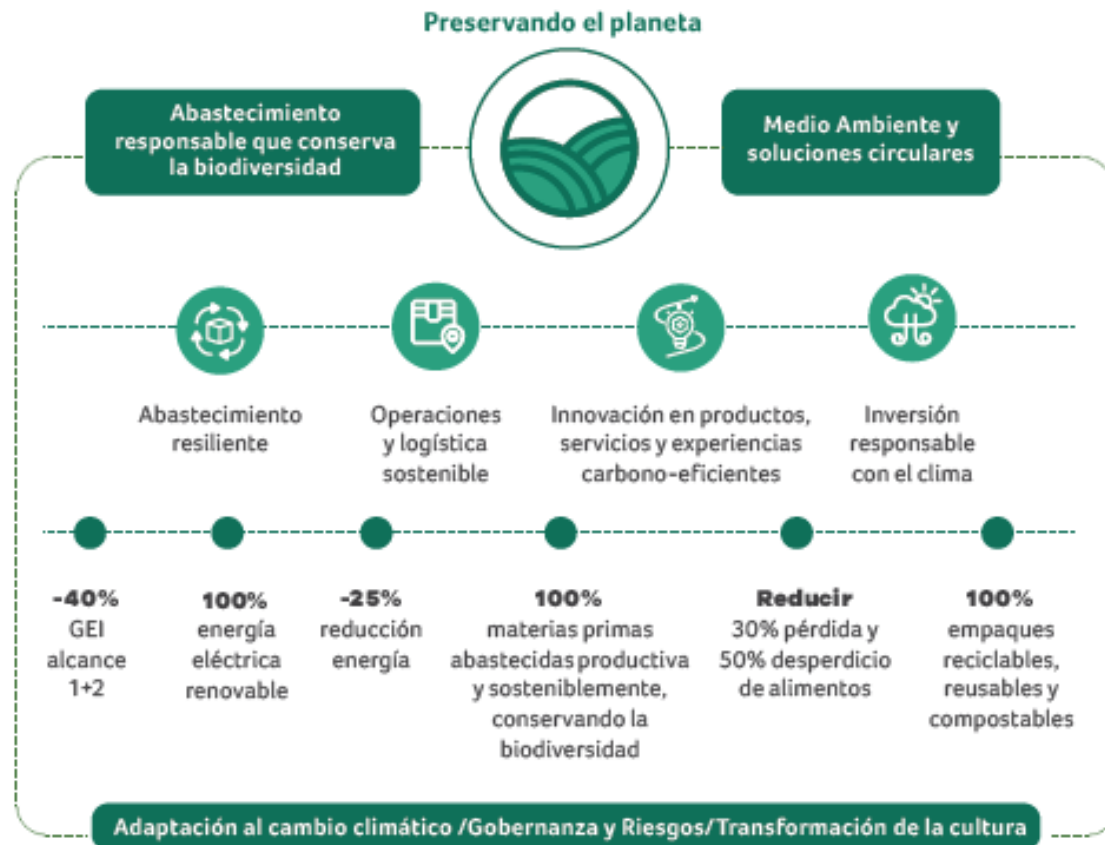 Preservando el planeta
Abastecimiento
responsable que conserva
la biodiversidad
Medio Ambiente y
soluciones circulares
Abastecimiento
resiliente
Operaciones
y logística
sostenible
Innovación en productos,
servicios y experiencias
carbono-eficientes
Inversión
responsable
con el clima
-40%
GEI
alcance
1+2
100%
energía
eléctrica
renovable
-25%
reducción
energía
100%
materias primas
abastecidas productiva
y sosteniblemente,
conservando la
biodiversidad
Reducir
30% pérdida y
50% desperdicio
de alimentos
100%
empaques
reciclables,
reusables y
compostables
Adaptación al cambio climático /Gobernanza y Riesgos/Transformación de la cultura